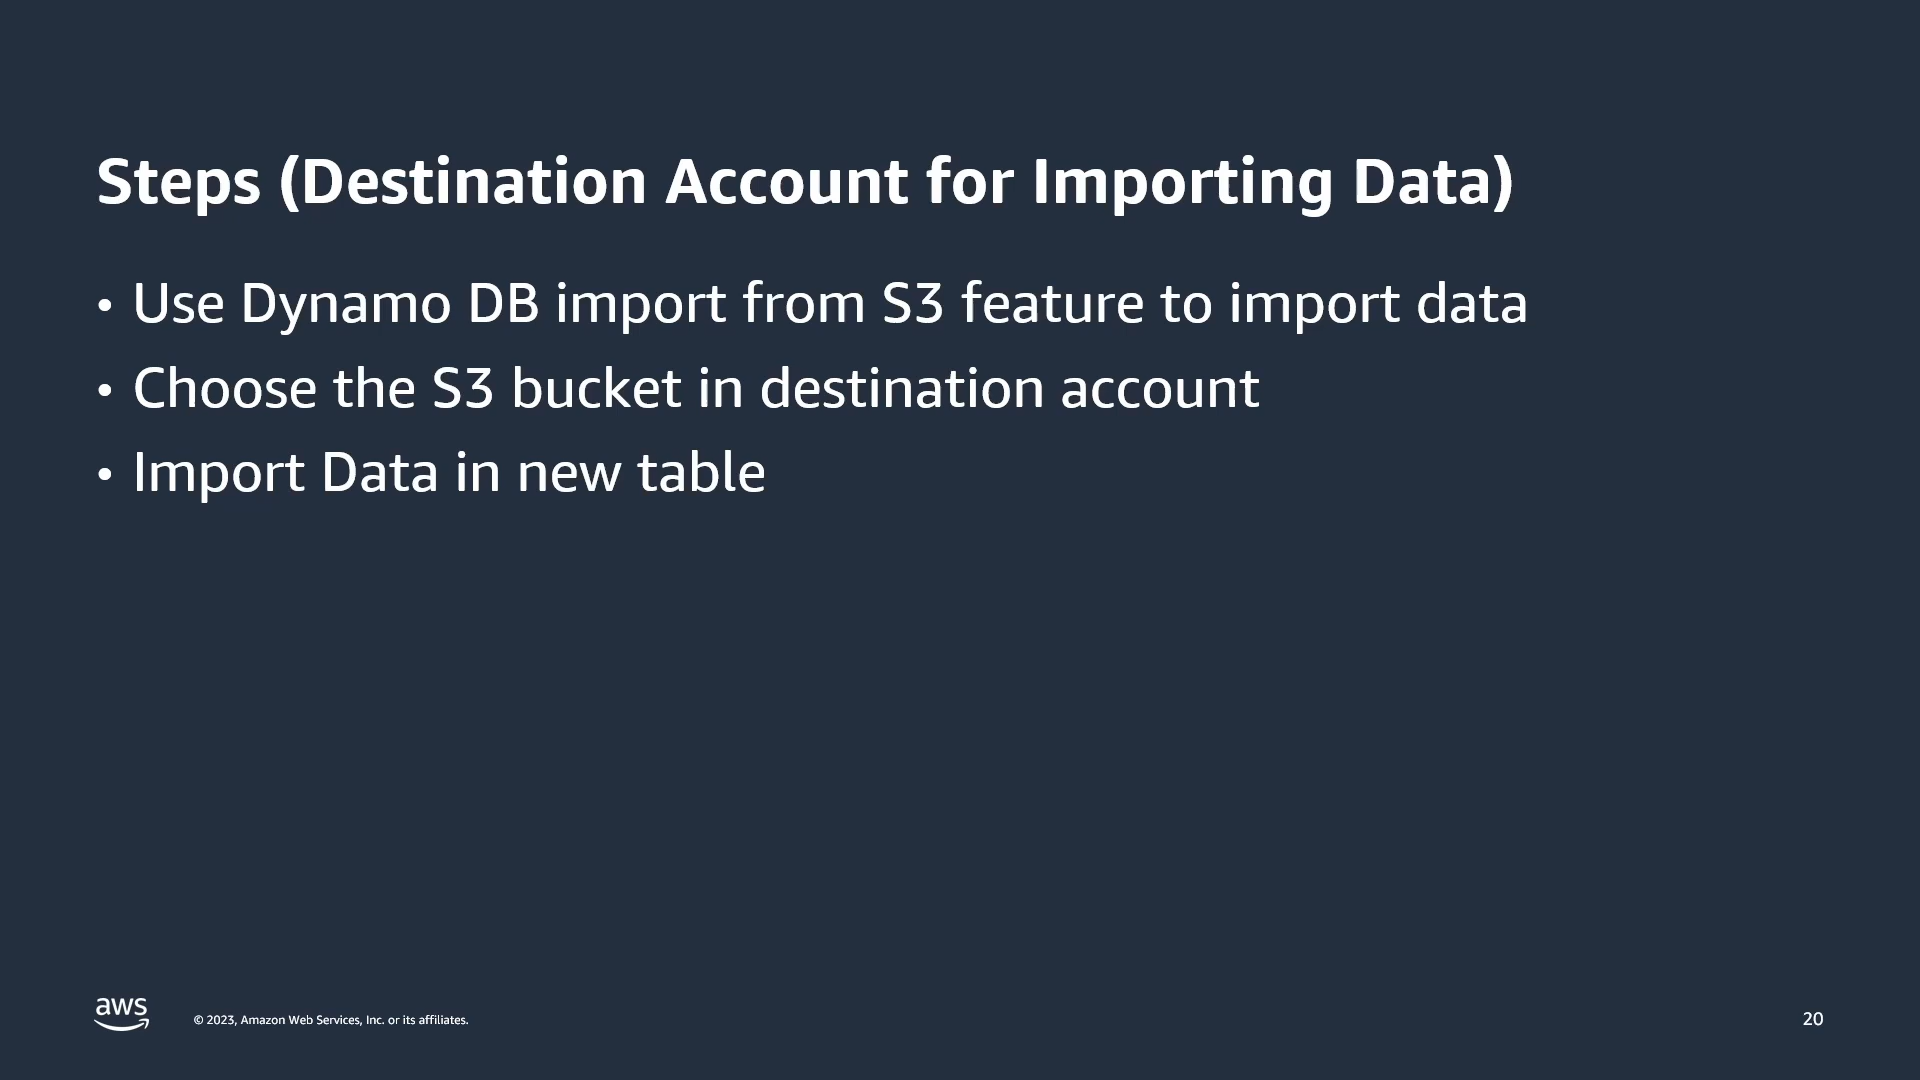 Steps (Destination Account for Importing Data)
• Use Dynamo DB import from S3 feature to import data
• Choose the S3 bucket in destination account
• Import Data in new table
aws
© 2023, Amazon Web Services, Inc. or its affiliates.
20